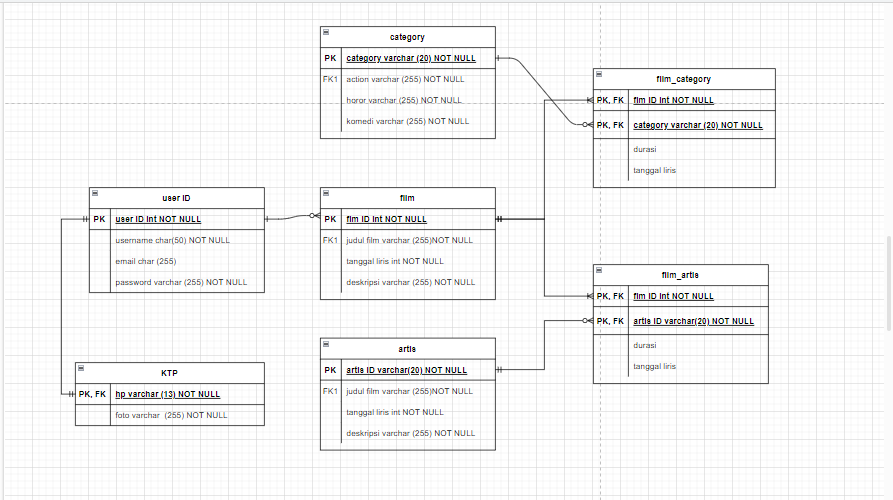 category
PK category varchar (20) NOT NULL
FK1 action varchar (255) NOT NULL
horor varchar (255) NOT NULL
komedi varchar (255) NOT NULL
film_category
PK, FK flm ID int NOT NULL
PK, FK category varchar (20) NOT NULL
durasi
tanggal liris
user ID
PK user ID int NOT NULL
username char(50) NOT NULL
email char (255)
password varchar (255) NOT NULL
film
PK flm ID int NOT NULL
FK1 judul film varchar (255)NOT NULL
tanggal liris int NOT NULL
deskripsi varchar (255) NOT NULL
film_artis
PK, FK flm ID int NOT NULL
PK, FK artis ID varchar(20) NOT NULL
durasi
tanggal liris
KTP
PK, FK hp varchar (13) NOT NULL
foto varchar (255) NOT NULL
artis
PK artis ID varchar(20) NOT NULL
FK1 judul film varchar (255)NOT NULL
tanggal liris int NOT NULL
deskripsi varchar (255) NOT NULL